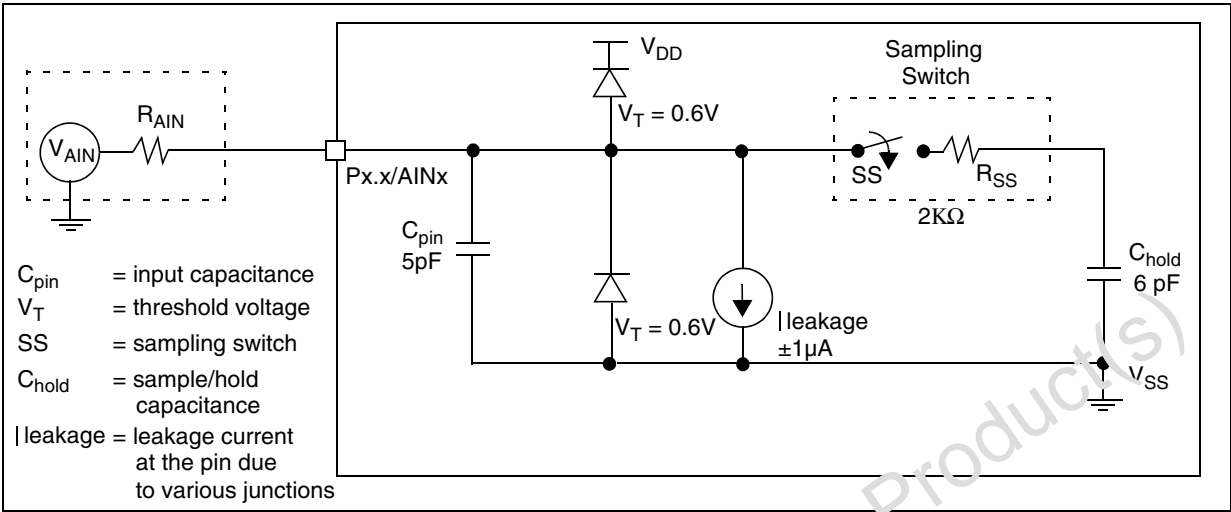 V_DD
Sampling
Switch
R_AIN
V_T = 0.6V
V_AIN
Px.x/AINx
SS
R_SS
2KΩ
C_pin
5pF
C_hold
6 pF
V_T = 0.6V
I leakage
±1µA
V_SS
C_pin = input capacitance
V_T = threshold voltage
SS = sampling switch
C_hold = sample/hold
capacitance
I leakage = leakage current
at the pin due
to various junctions
Product(s)